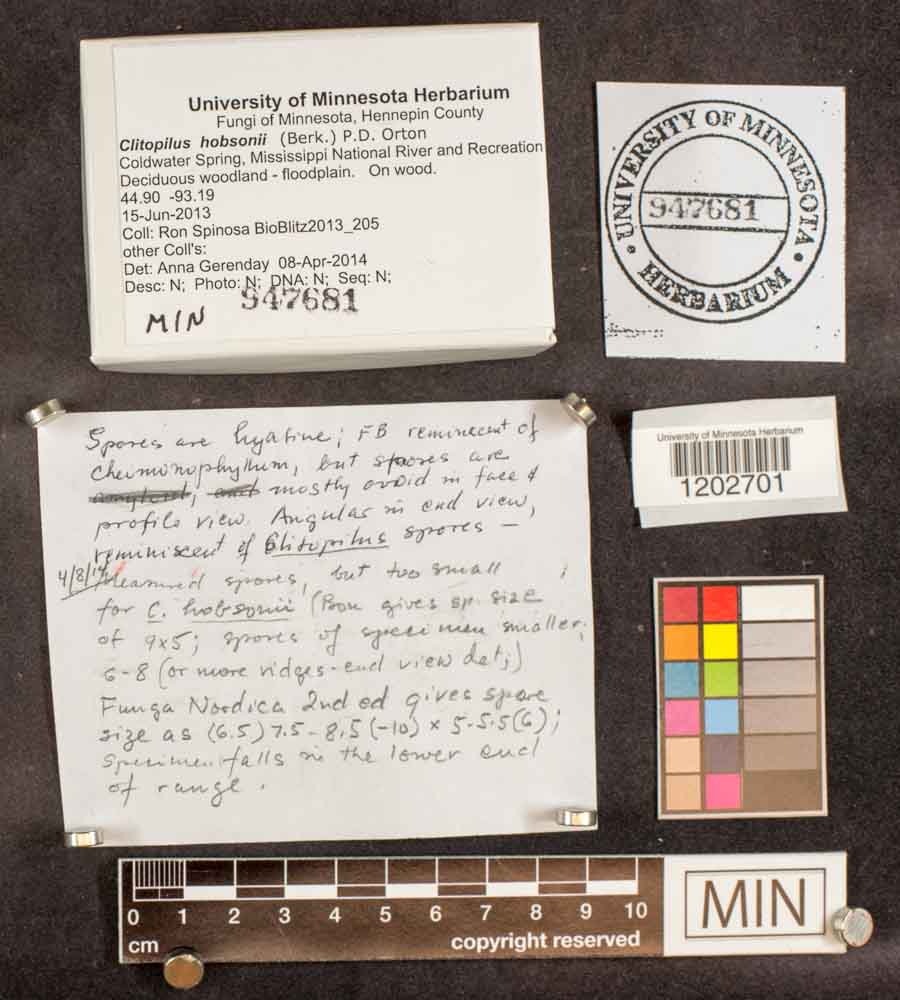 University of Minnesota Herbarium
Fungi of Minnesota, Hennepin County
Clitopilus hobsonii (Berk.) P.D. Orton
Coldwater Spring, Mississippi National River and Recreation
Deciduous woodland - floodplain. On wood.
44.90 -93.19
15-Jun-2013
Coll: Ron Spinosa BioBlitz2013_205
other Coll's:
Det: Anna Gerenday 08-Apr-2014
Desc: N; Photo: N; DNA: N; Seq: N;
MIN 947681
• UNIVERSITY OF MINNESOTA •
947681
HERBARIUM
Spores are hyaline; FB reminecent of
Cheimonophyllum, but spores are
mostly ovoid in face &
profile view. Angular in end view,
reminiscent of Clitopilus spores —
4/8/14 Measured spores, but too small
for C. hobsonii (Bon gives sp. size
of 9x5; spores of specimen smaller;
6-8 (or more ridges - end view det;)
Funga Nordica 2nd ed gives spore
size as (6.5) 7.5 - 8.5 (-10) x 5-5.5(6);
specimen falls in the lower end
of range.
University of Minnesota Herbarium
1202701
0 1 2 3 4 5 6 7 8 9 10
cm copyright reserved
MIN